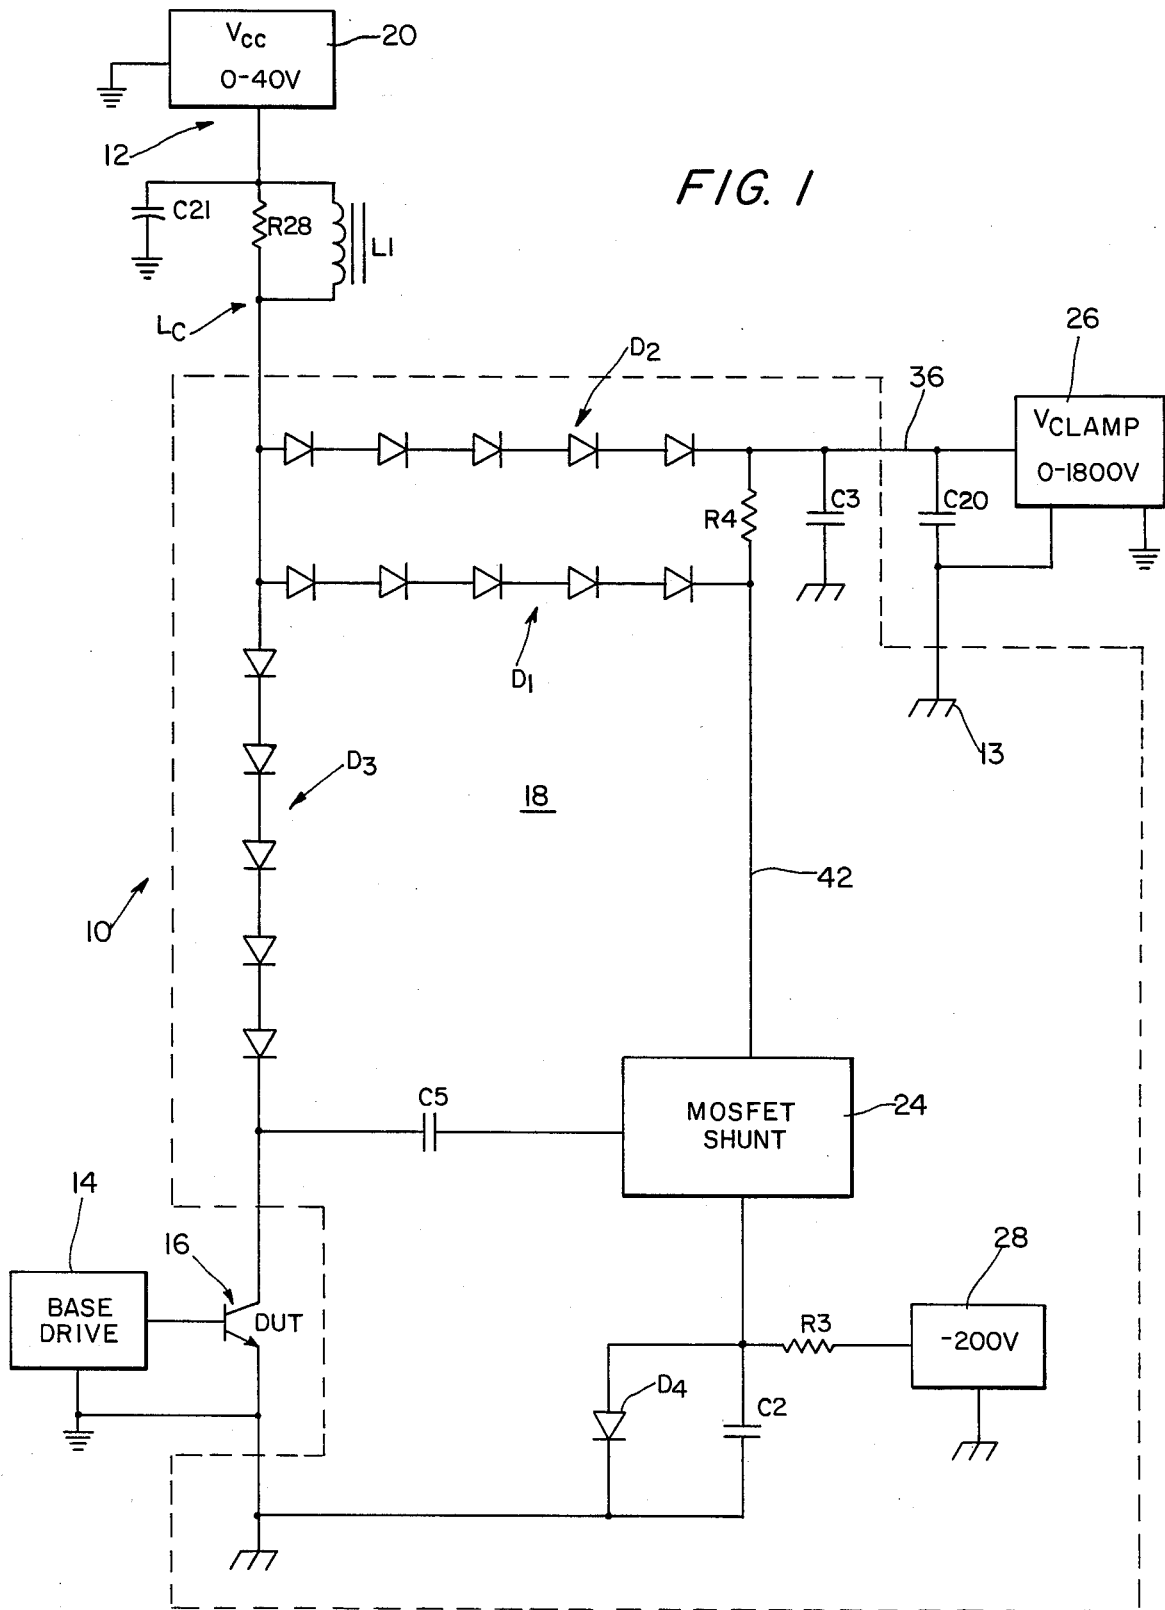 VCC
0-40V
20
12
FIG. 1
C21
R28
L1
LC
D2
36
26
VCLAMP
0-1800V
R4
C3
C20
D1
13
D3
18
42
10
C5
MOSFET
SHUNT
24
14
16
28
BASE
DRIVE
DUT
R3
-200V
D4
C2